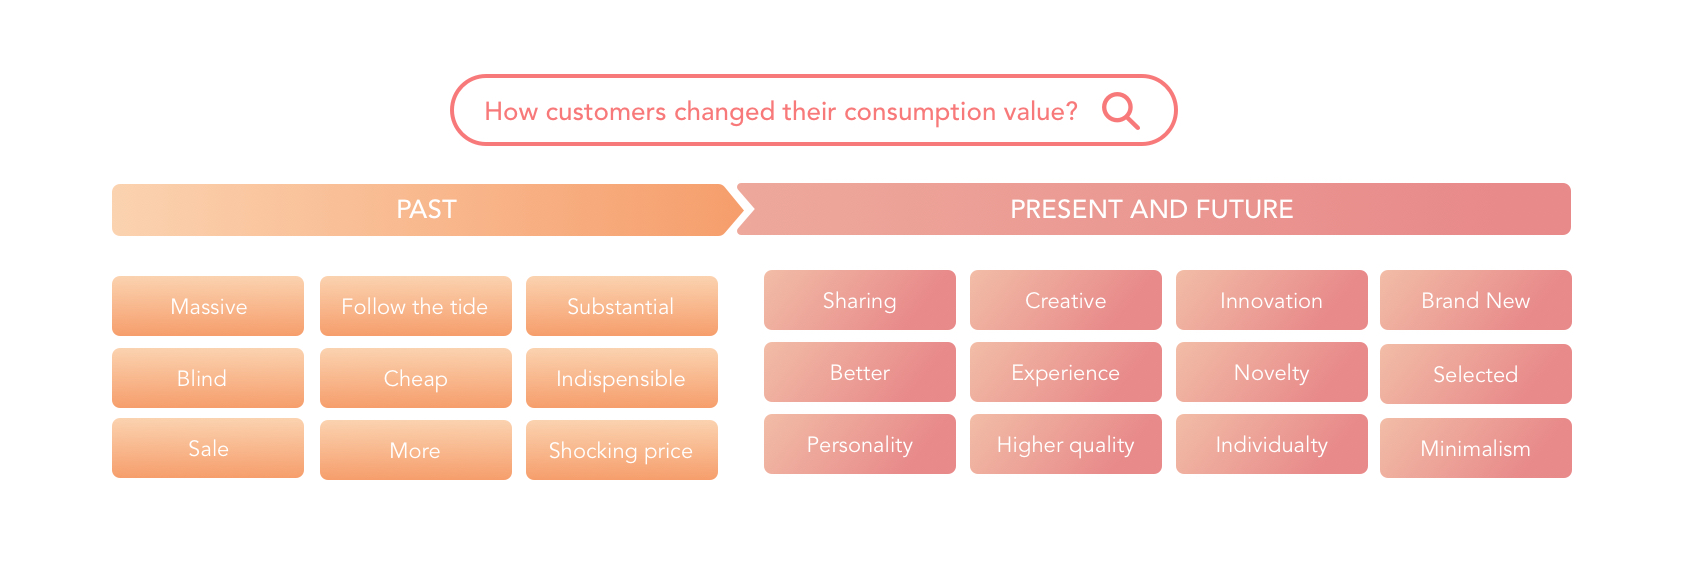 How customers changed their consumption value?
PAST
PRESENT AND FUTURE
Massive
Follow the tide
Substantial
Blind
Cheap
Indispensible
Sale
More
Shocking price
Sharing
Creative
Innovation
Brand New
Better
Experience
Novelty
Selected
Personality
Higher quality
Individualty
Minimalism